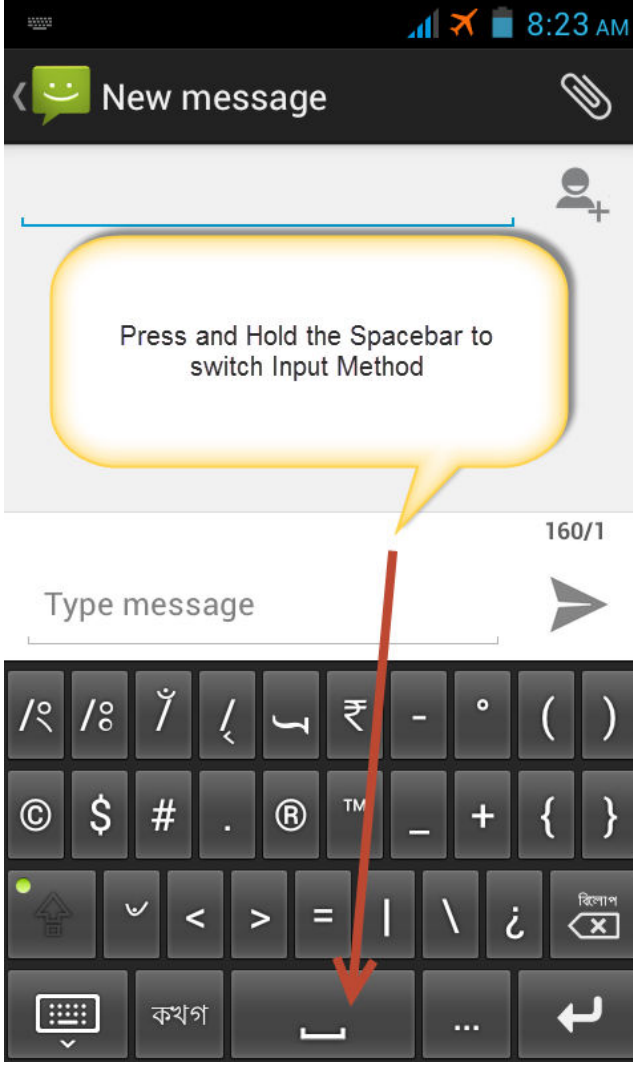 8:23 AM
New message
Press and Hold the Spacebar to
switch Input Method
160/1
Type message
/ং /ঃ /ঁ /্ ₹ - ° ( )
© $ # . ® ™ _ + { }
< > = | \ ¿ বিলোপ
কখগ ...